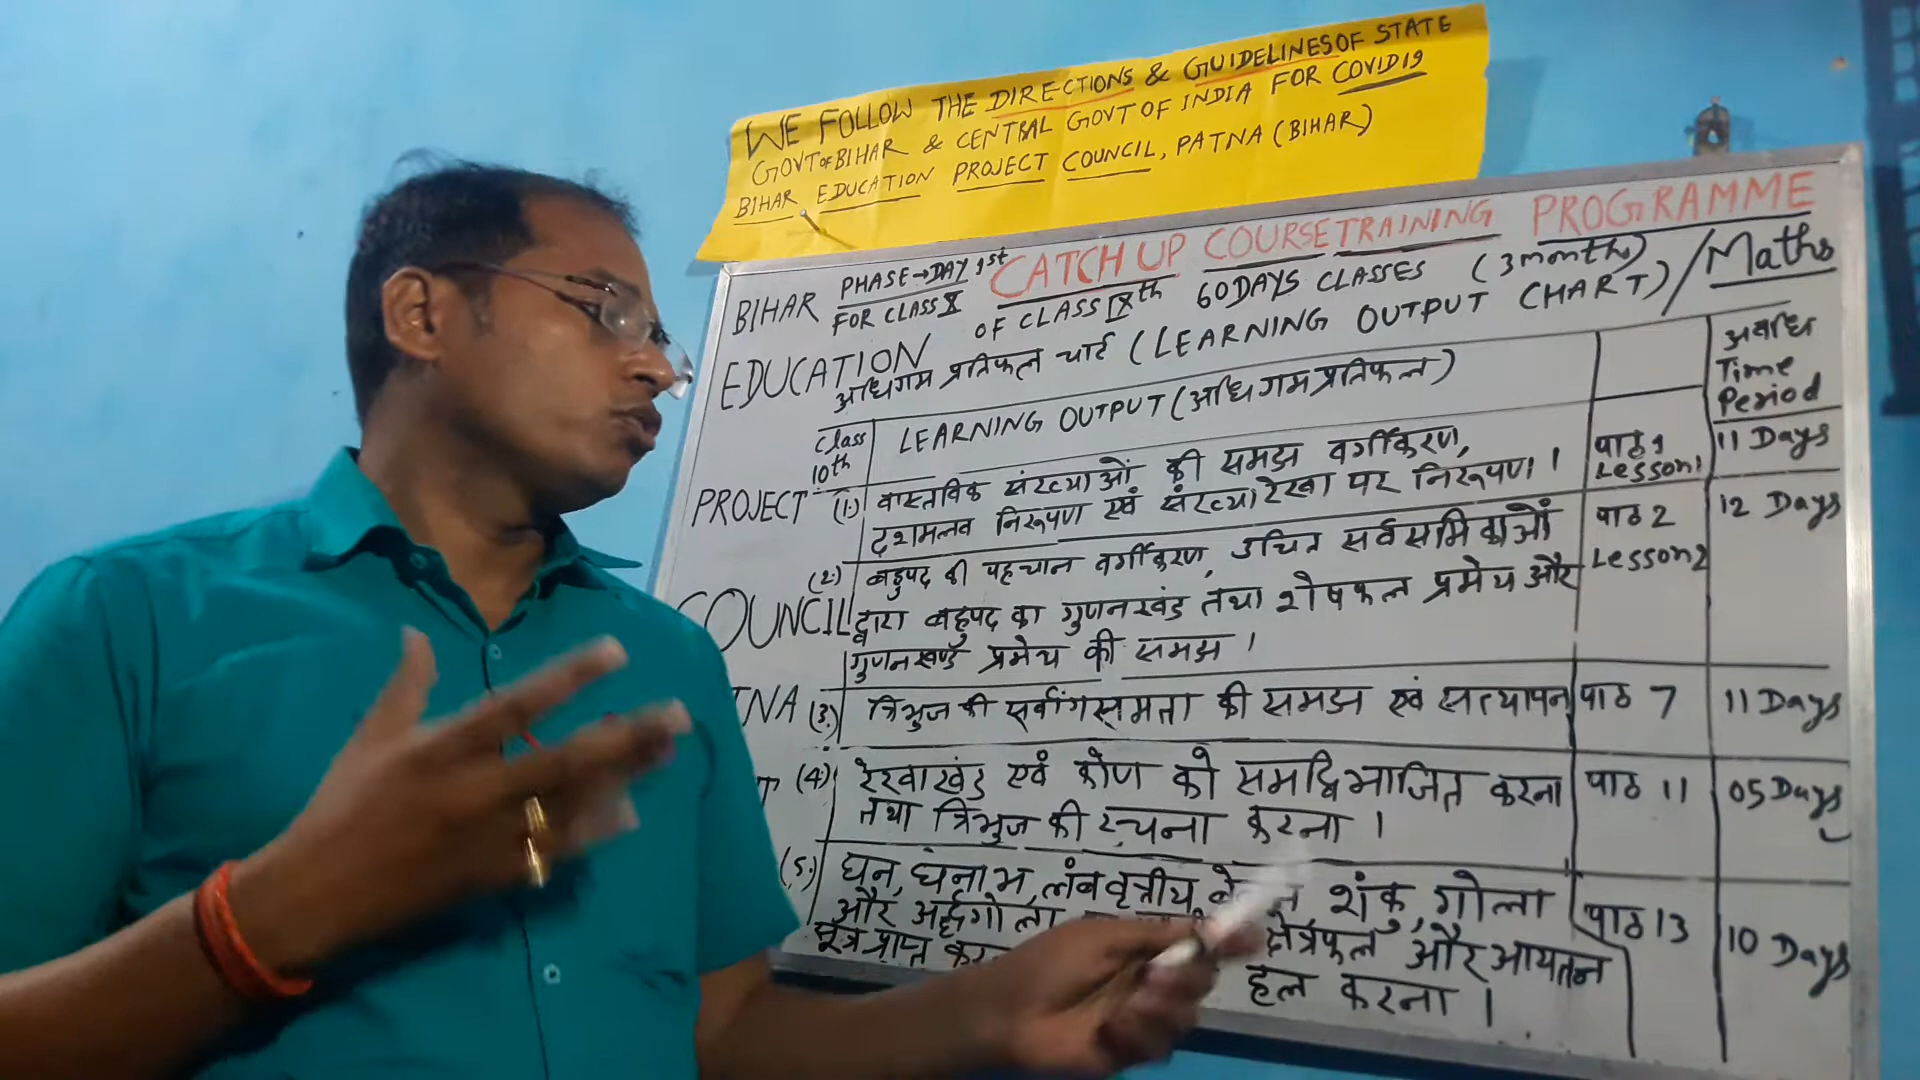 WE FOLLOW THE DIRECTIONS & GUIDELINES OF STATE
GOVT OF BIHAR & CENTRAL GOVT OF INDIA FOR COVID19
BIHAR EDUCATION PROJECT COUNCIL, PATNA (BIHAR)
CATCH UP COURSE TRAINING PROGRAMME
BIHAR PHASE→DAY 1st
FOR CLASS X
OF CLASS IXth 60DAYS CLASSES (3months)
EDUCATION
अधिगम प्रतिफल चार्ट (LEARNING OUTPUT CHART) / Maths
Class 10th
LEARNING OUTPUT (अधिगम प्रतिफल)
अवधि
Time
Period
PROJECT
(1.) वास्तविक संख्याओं की समझ वर्गीकरण,
दशमलव निरूपण एवं संख्या रेखा पर निरूपण।
पाठ 1
Lesson 1
11 Days
(2.) बहुपद की पहचान वर्गीकरण, उचित सर्वसमिकाओं
COUNCIL
द्वारा बहुपद का गुणनखंड तथा शेषफल प्रमेय और
गुणनखण्ड प्रमेय की समझ।
पाठ 2
Lesson 2
12 Days
(3.) त्रिभुज की सर्वांगसमता की समझ एवं सत्यापन
पाठ 7
11 Days
(4.) रेखाखंड एवं कोण को समद्विभाजित करना
तथा त्रिभुज की रचना करना।
पाठ 11
05 Days
(5.) घन, घनाभ, लंबवृत्तीय शंकु, गोला
और अर्द्धगोला क्षेत्रफल और आयतन
सूत्र प्राप्त हल करना।
पाठ 13
10 Days